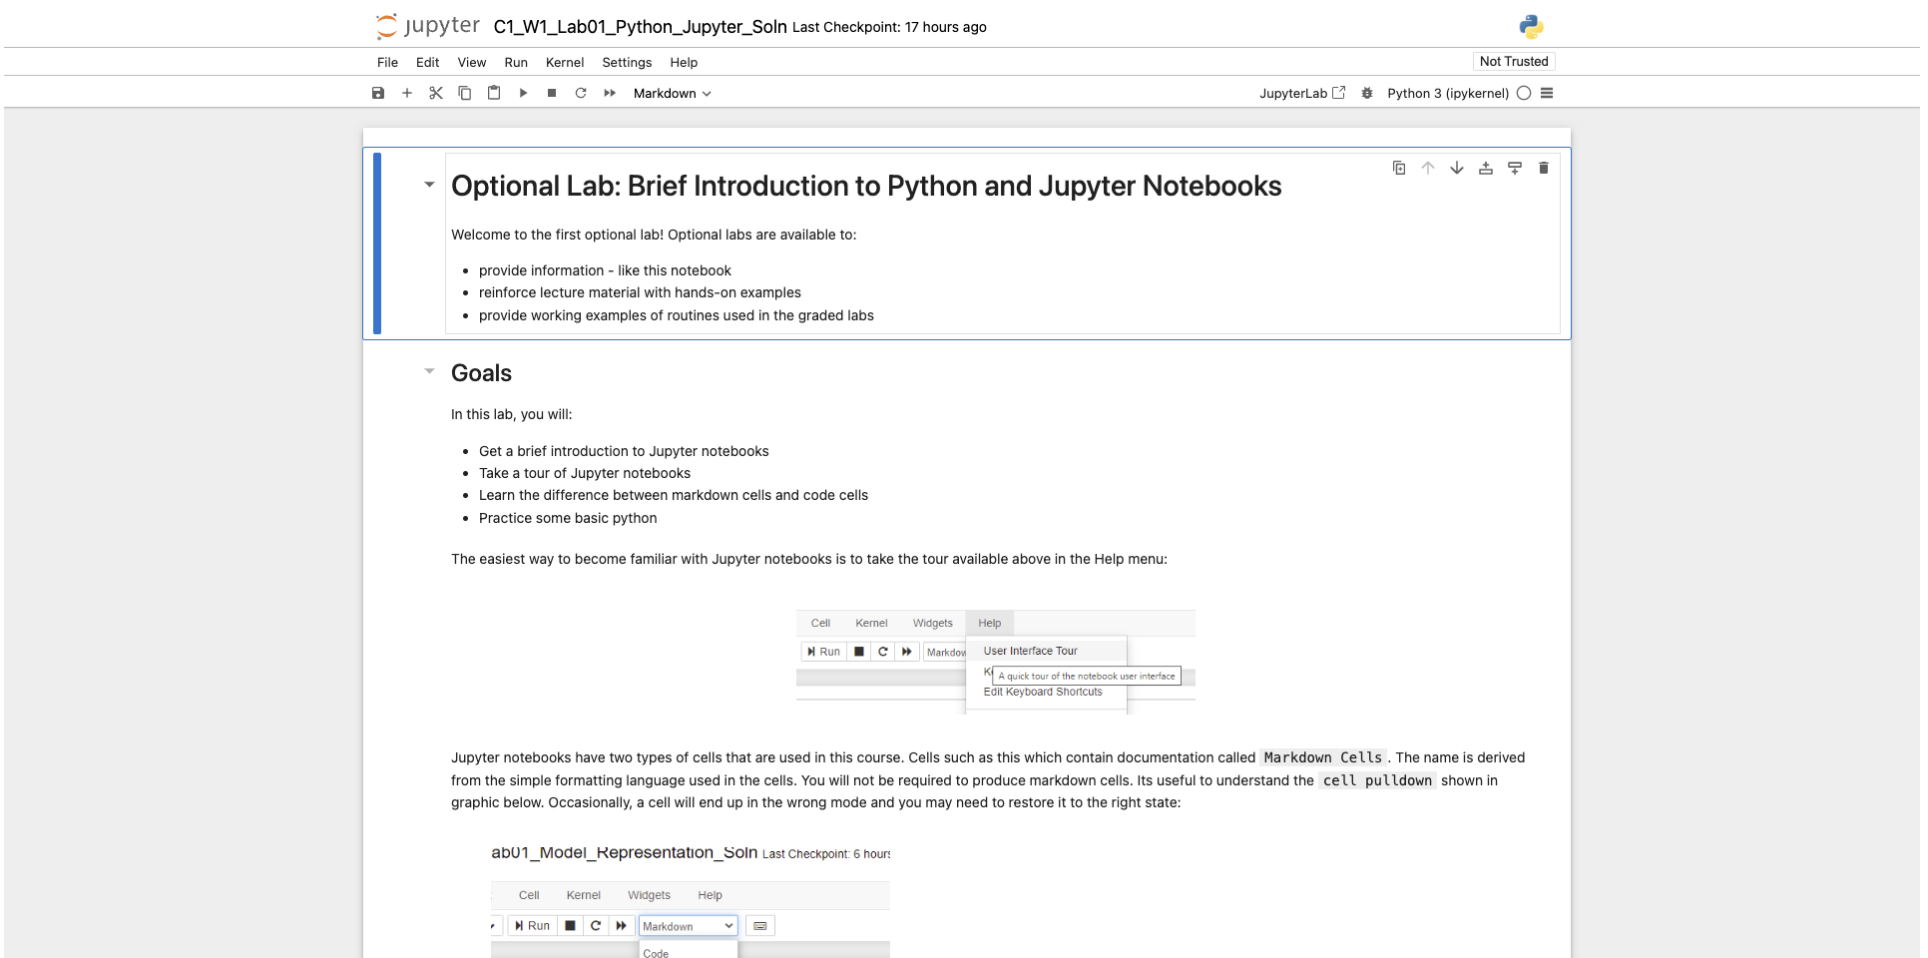 jupyter C1_W1_Lab01_Python_Jupyter_Soln Last Checkpoint: 17 hours ago
File Edit View Run Kernel Settings Help Not Trusted
Markdown JupyterLab Python 3 (ipykernel)
Optional Lab: Brief Introduction to Python and Jupyter Notebooks
Welcome to the first optional lab! Optional labs are available to:
provide information - like this notebook
reinforce lecture material with hands-on examples
provide working examples of routines used in the graded labs
Goals
In this lab, you will:
Get a brief introduction to Jupyter notebooks
Take a tour of Jupyter notebooks
Learn the difference between markdown cells and code cells
Practice some basic python
The easiest way to become familiar with Jupyter notebooks is to take the tour available above in the Help menu:
Cell Kernel Widgets Help
Run Markdow User Interface Tour
A quick tour of the notebook user interface
Edit Keyboard Shortcuts
Jupyter notebooks have two types of cells that are used in this course. Cells such as this which contain documentation called Markdown Cells . The name is derived
from the simple formatting language used in the cells. You will not be required to produce markdown cells. Its useful to understand the cell pulldown shown in
graphic below. Occasionally, a cell will end up in the wrong mode and you may need to restore it to the right state:
ab01_Model_Representation_Soln Last Checkpoint: 6 hours
Cell Kernel Widgets Help
Run Markdown
Code